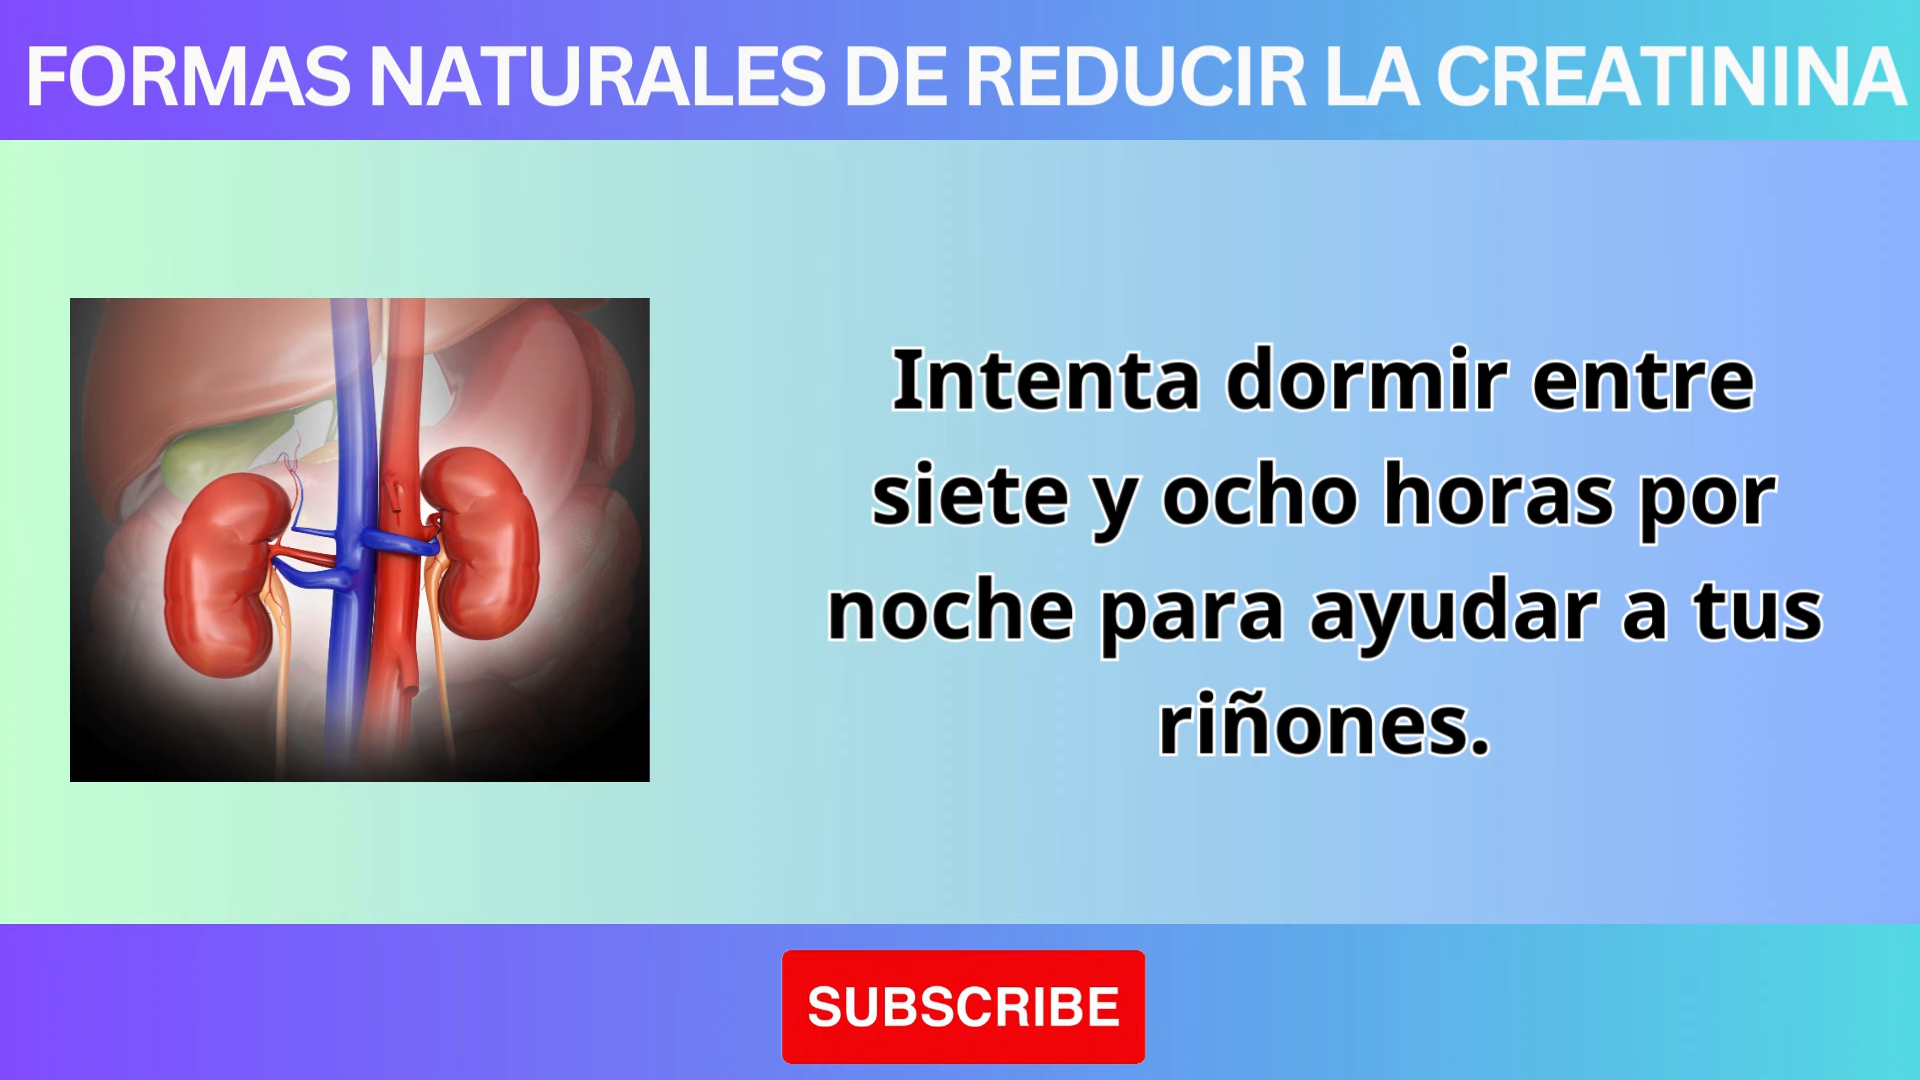 FORMAS NATURALES DE REDUCIR LA CREATININA
Intenta dormir entre
siete y ocho horas por
noche para ayudar a tus
riñones.
SUBSCRIBE